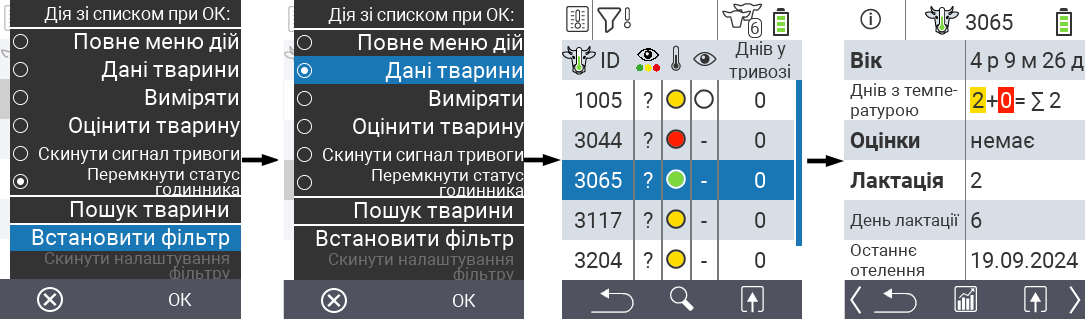 Дія зі списком при ОК:
Повне меню дій
Дані тварини
Виміряти
Оцінити тварину
Скинути сигнал тривоги
Перемкнути статус
годинника
Пошук тварини
Встановити фільтр
Скинути налаштування
фільтру
OK
Дія зі списком при ОК:
Повне меню дій
Дані тварини
Виміряти
Оцінити тварину
Скинути сигнал тривоги
Перемкнути статус
годинника
Пошук тварини
Встановити фільтр
Скинути налаштування
фільтру
OK
6
ID Днів у
тривозі
1005 ? 0
3044 ? - 0
3065 ? - 0
3117 ? - 0
3204 ? - 0
3065
Вік 4 р 9 м 26 д
Днів з темпе-
ратурою 2+0= ∑ 2
Оцінки немає
Лактація 2
День лактації 6
Останнє
отелення 19.09.2024